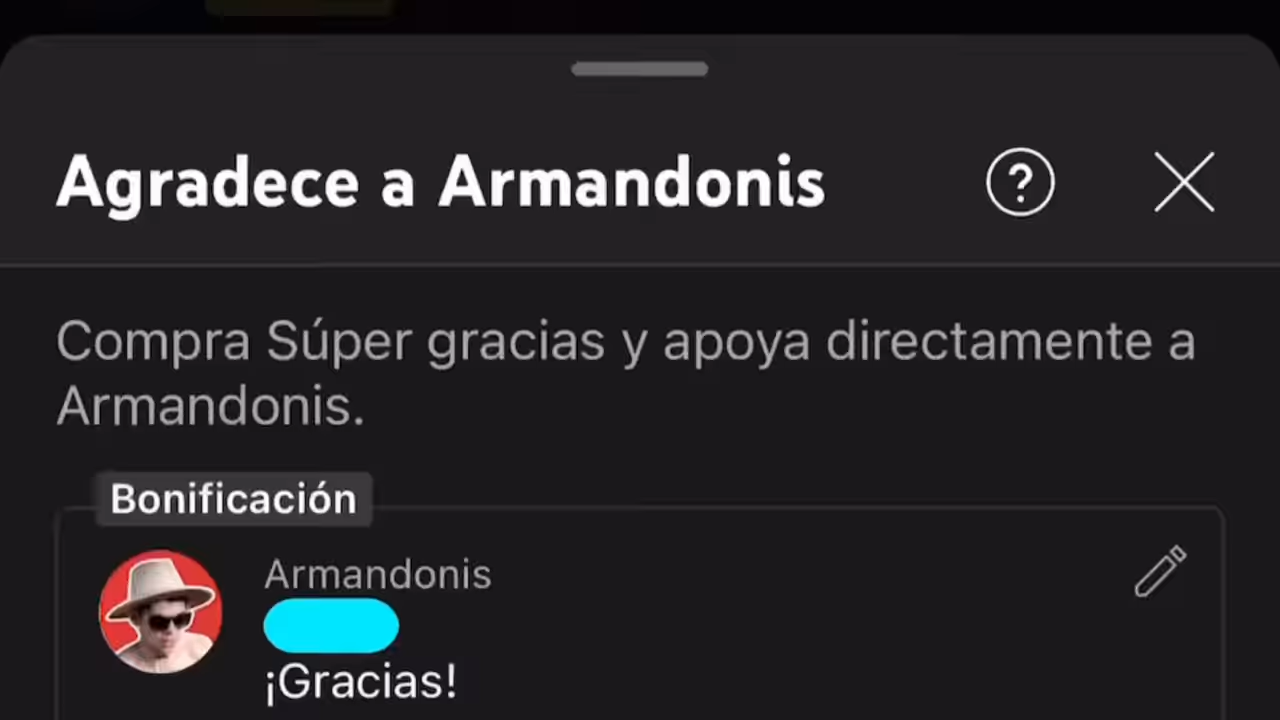 Agradece a Armandonis
?
Compra Súper gracias y apoya directamente a
Armandonis.
Bonificación
Armandonis
¡Gracias!